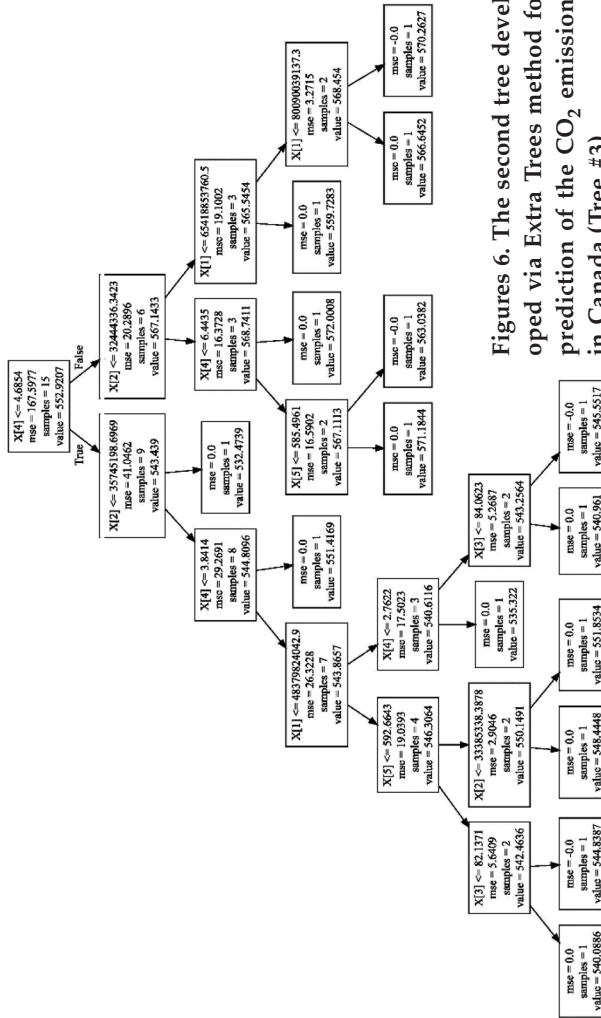 X[4] <= 4.6854
mse = 167.5977
samples = 15
value = 552.9207
True
False
X[2] <= 35745198.6969
mse = 41.0462
samples = 9
value = 543.439
X[2] <= 32444336.3423
mse = 20.2896
samples = 6
value = 567.1433
X[4] <= 3.8414
mse = 29.2691
samples = 8
value = 544.8096
mse = 0.0
samples = 1
value = 532.4739
X[4] <= 6.4435
mse = 16.3728
samples = 3
value = 568.7411
X[1] <= 65418853760.5
mse = 19.1002
samples = 3
value = 565.5454
X[1] <= 48379824042.9
mse = 26.3228
samples = 7
value = 543.8657
mse = 0.0
samples = 1
value = 551.4169
X[5] <= 585.4961
mse = 16.5902
samples = 2
value = 567.1113
mse = 0.0
samples = 1
value = 572.0008
mse = 0.0
samples = 1
value = 559.7283
X[1] <= 80090039137.3
mse = 3.2715
samples = 2
value = 568.454
X[5] <= 592.6643
mse = 19.0393
samples = 4
value = 546.3064
X[4] <= 2.7622
mse = 17.5023
samples = 3
value = 540.6116
mse = 0.0
samples = 1
value = 571.1844
mse = -0.0
samples = 1
value = 563.0382
mse = 0.0
samples = 1
value = 566.6452
mse = -0.0
samples = 1
value = 570.2627
X[3] <= 82.1371
mse = 5.6409
samples = 2
value = 542.4636
X[2] <= 33385338.3878
mse = 2.9046
samples = 2
value = 550.1491
mse = 0.0
samples = 1
value = 535.322
X[3] <= 84.0623
mse = 5.2687
samples = 2
value = 543.2564
mse = 0.0
samples = 1
value = 540.0886
mse = -0.0
samples = 1
value = 544.8387
mse = 0.0
samples = 1
value = 548.4448
mse = 0.0
samples = 1
value = 551.8534
mse = 0.0
samples = 1
value = 540.961
mse = -0.0
samples = 1
value = 545.5517
Figures 6. The second tree devel
oped via Extra Trees method fo
prediction of the CO₂ emission
in Canada (Tree #3)